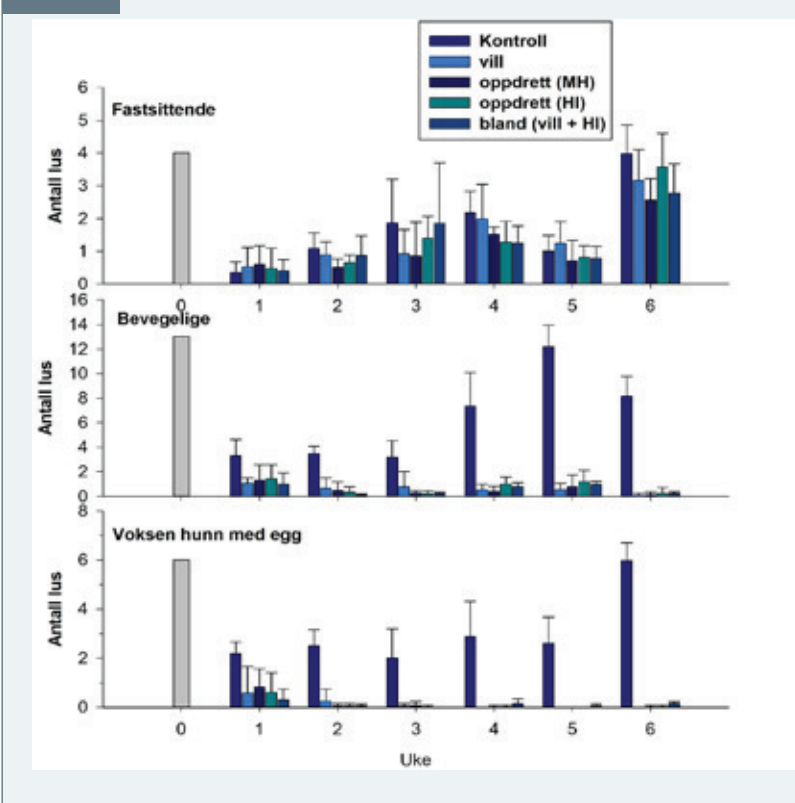 Kontroll
vill
oppdrett (MH)
oppdrett (HI)
bland (vill + HI)
Fastsittende
Antall lus
6
5
4
3
2
1
0
0 1 2 3 4 5 6
Bevegelige
Antall lus
16
14
12
10
8
6
4
2
0
Voksen hunn med egg
Antall lus
8
6
4
2
0
0 1 2 3 4 5 6
Uke